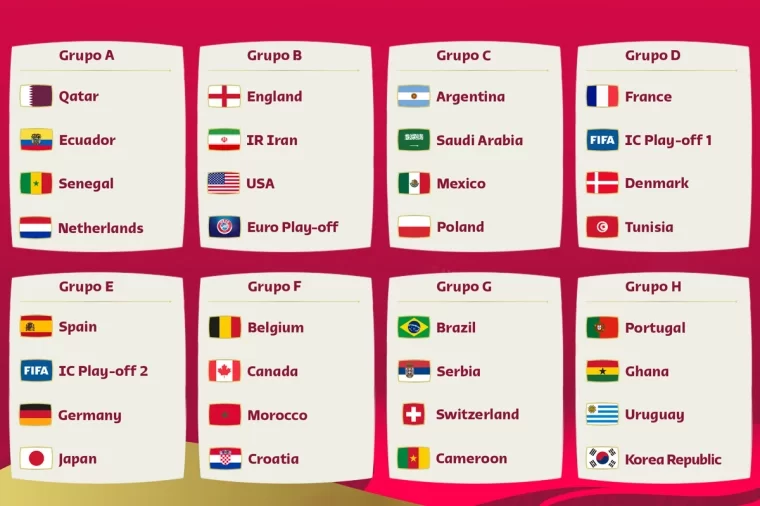 Grupo A
Qatar
Ecuador
Senegal
Netherlands
Grupo B
England
IR Iran
USA
Euro Play-off
Grupo C
Argentina
Saudi Arabia
Mexico
Poland
Grupo D
France
FIFA IC Play-off 1
Denmark
Tunisia
Grupo E
Spain
FIFA IC Play-off 2
Germany
Japan
Grupo F
Belgium
Canada
Morocco
Croatia
Grupo G
Brazil
Serbia
Switzerland
Cameroon
Grupo H
Portugal
Ghana
Uruguay
Korea Republic